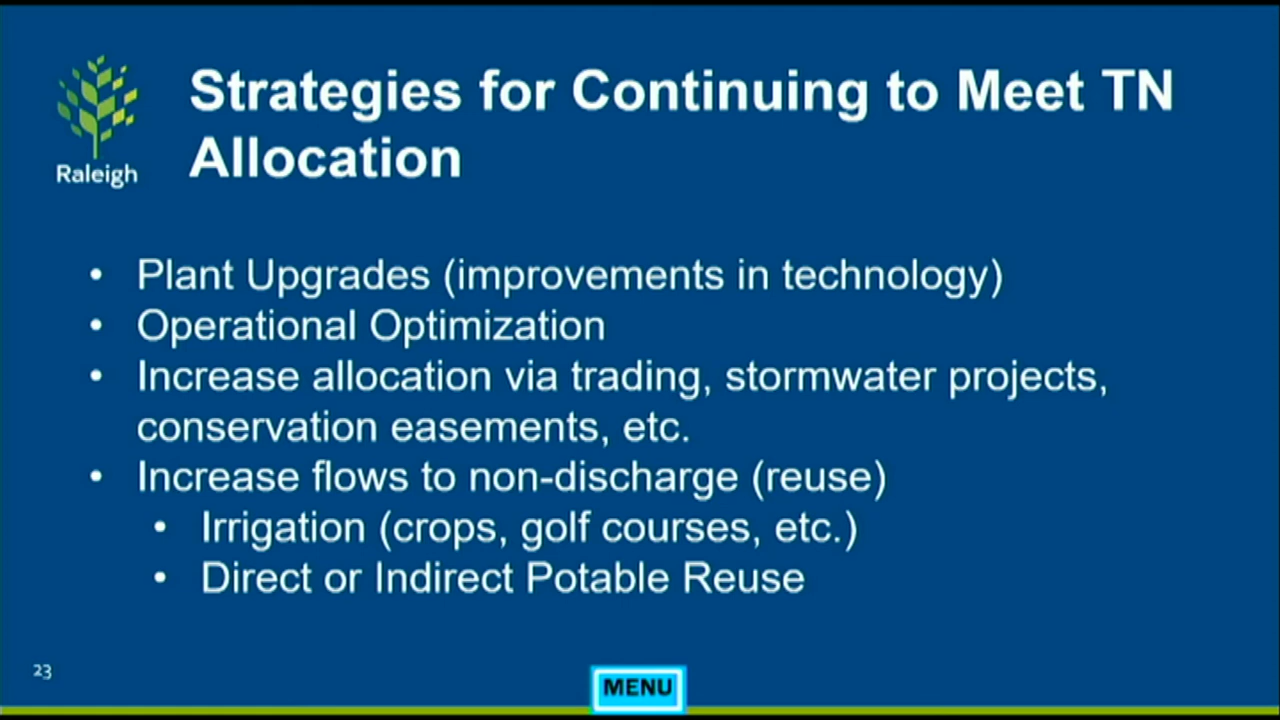 Strategies for Continuing to Meet TN
Allocation
Raleigh
• Plant Upgrades (improvements in technology)
• Operational Optimization
• Increase allocation via trading, stormwater projects,
conservation easements, etc.
• Increase flows to non-discharge (reuse)
• Irrigation (crops, golf courses, etc.)
• Direct or Indirect Potable Reuse
23
MENU